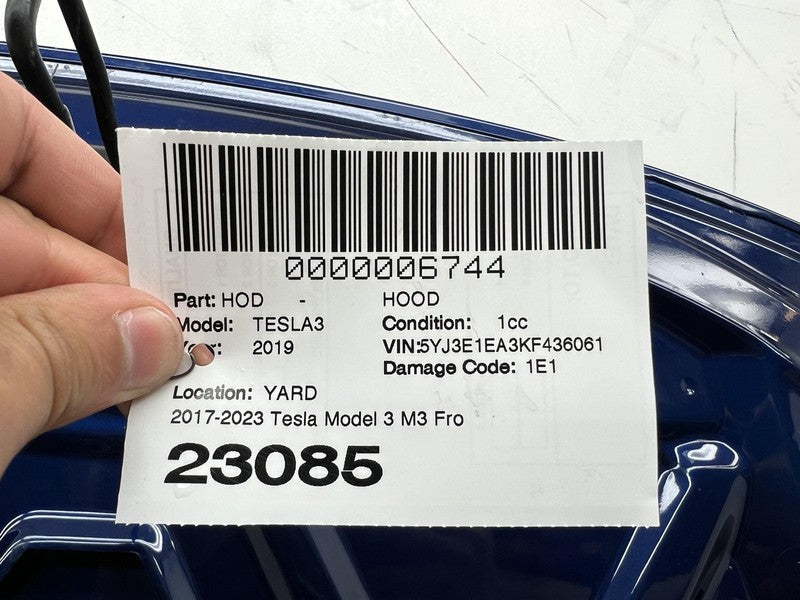 0000006744
Part: HOD - HOOD
Model: TESLA3 Condition: 1cc
Year: 2019 VIN:5YJ3E1EA3KF436061
Damage Code: 1E1
Location: YARD
2017-2023 Tesla Model 3 M3 Fro
23085